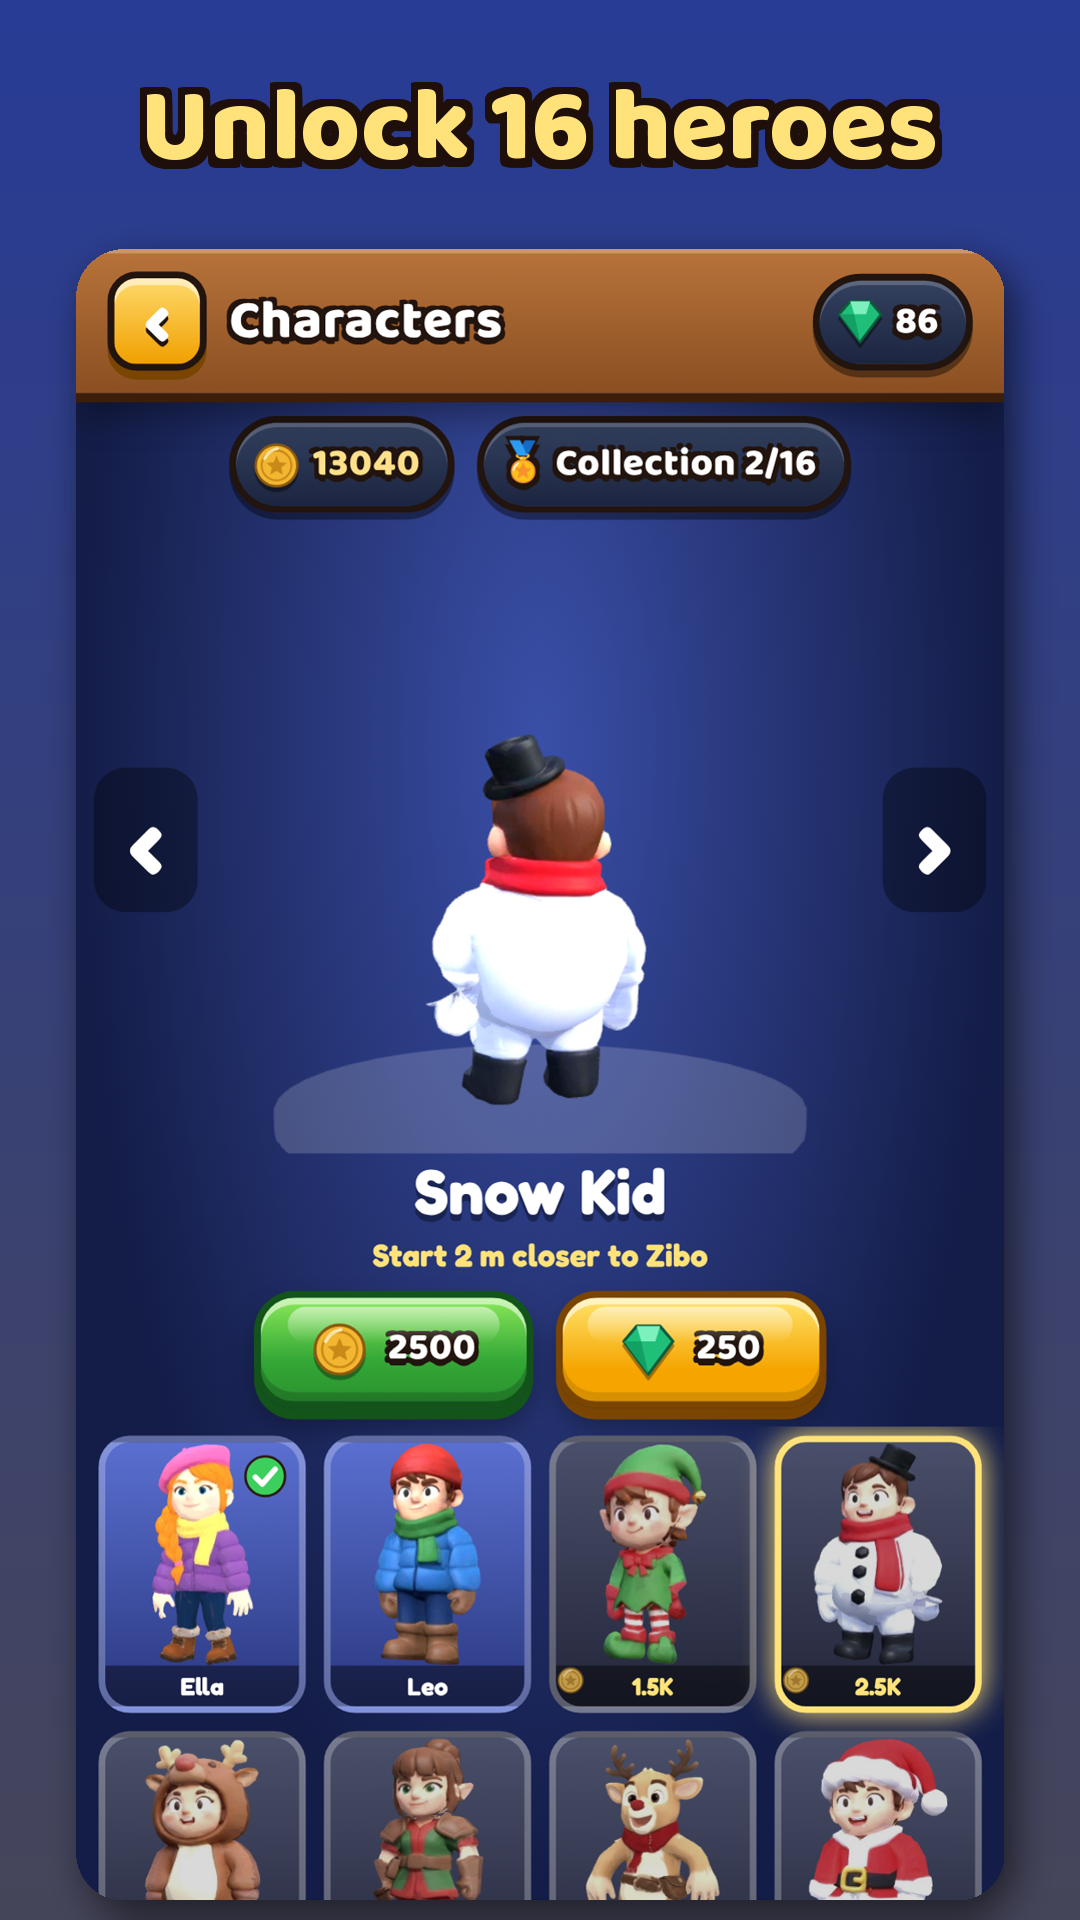 Unlock 16 heroes
Characters
86
13040
Collection 2/16
Snow Kid
Start 2 m closer to Zibo
2500
250
Ella
Leo
1.5K
2.5K